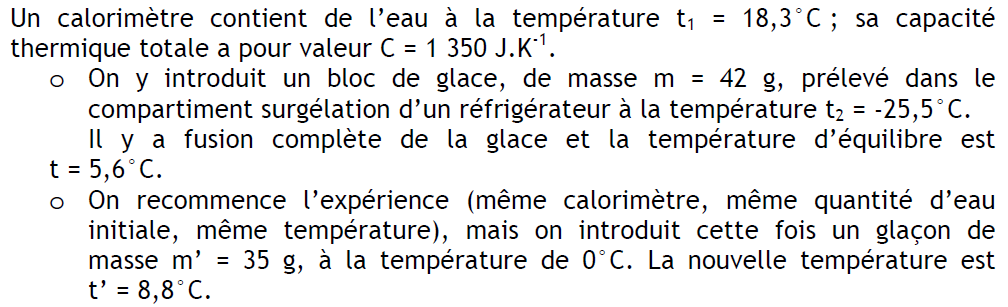 Un calorimètre contient de l’eau à la température t₁ = 18,3°C ; sa capacité
thermique totale a pour valeur C = 1 350 J.K⁻¹.
o On y introduit un bloc de glace, de masse m = 42 g, prélevé dans le
compartiment surgélation d’un réfrigérateur à la température t₂ = -25,5°C.
Il y a fusion complète de la glace et la température d’équilibre est
t = 5,6°C.
o On recommence l’expérience (même calorimètre, même quantité d’eau
initiale, même température), mais on introduit cette fois un glaçon de
masse m’ = 35 g, à la température de 0°C. La nouvelle température est
t’ = 8,8°C.